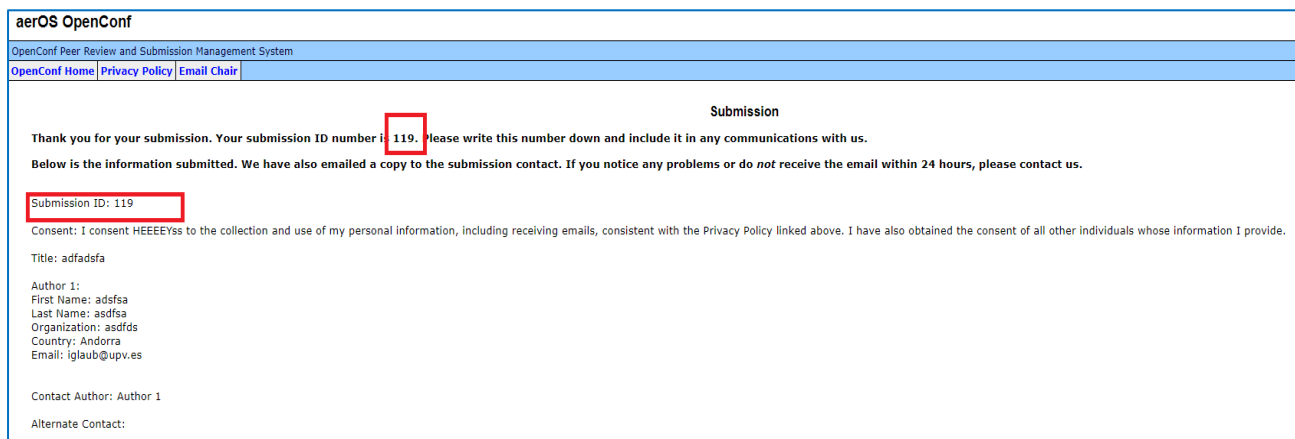 aerOS OpenConf
OpenConf Peer Review and Submission Management System
OpenConf Home Privacy Policy Email Chair
Submission
Thank you for your submission. Your submission ID number is 119. Please write this number down and include it in any communications with us.
Below is the information submitted. We have also emailed a copy to the submission contact. If you notice any problems or do not receive the email within 24 hours, please contact us.
Submission ID: 119
Consent: I consent HEEEEYss to the collection and use of my personal information, including receiving emails, consistent with the Privacy Policy linked above. I have also obtained the consent of all other individuals whose information I provide.
Title: adfadsfa
Author 1:
First Name: adsfsa
Last Name: asdfsa
Organization: asdfds
Country: Andorra
Email: iglaub@upv.es
Contact Author: Author 1
Alternate Contact: